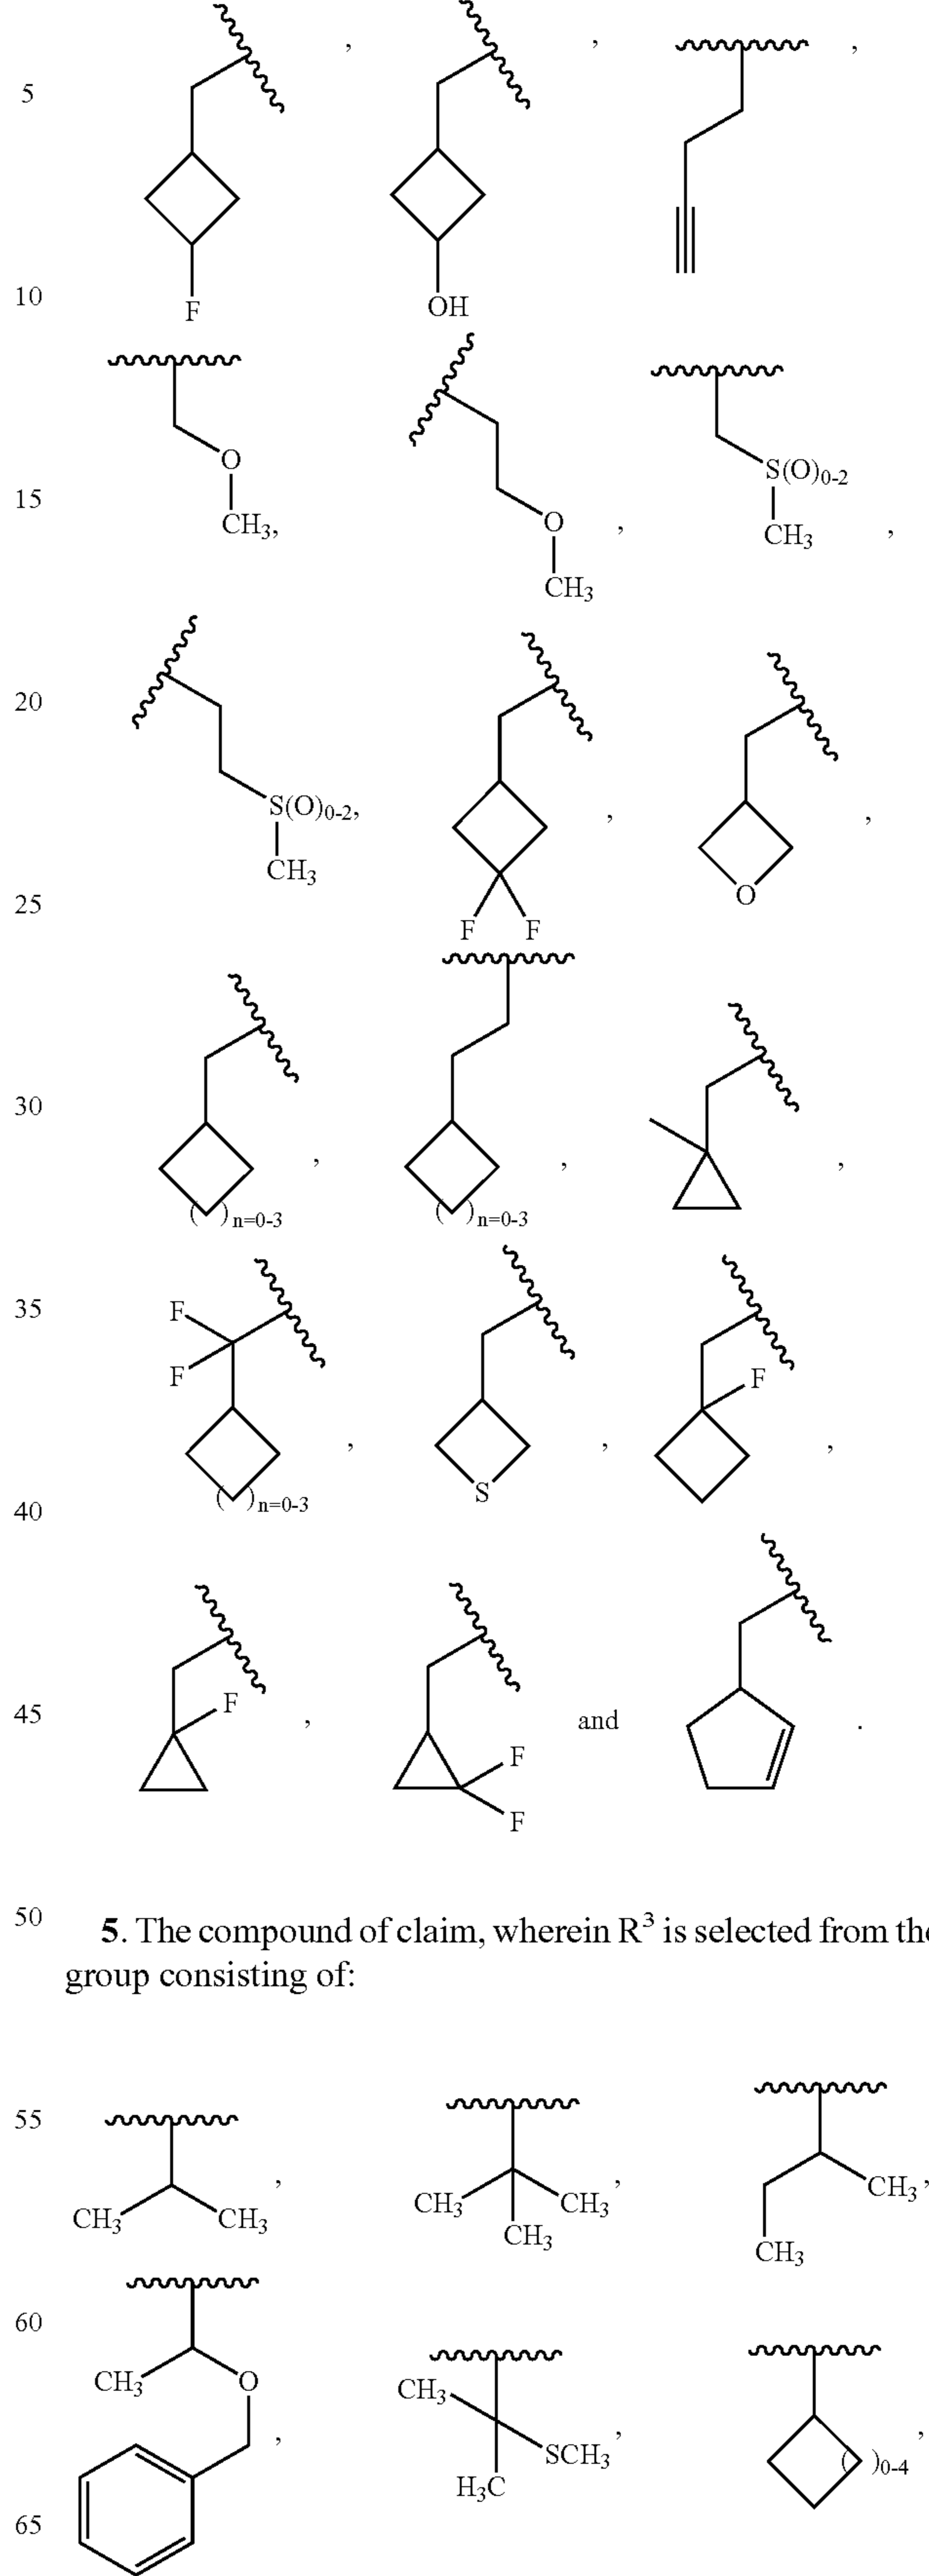 , , ,
5
F
OH
10
O
CH₃,
15
O
CH₃ ,
S(O)₀₋₂
CH₃ ,
20
S(O)₀₋₂,
CH₃
F F , O ,
25
( )n=0-3 , ( )n=0-3 , ,
30
35
F
F
( )n=0-3 , S , F ,
40
45
F , F
F and .
50
5. The compound of claim, wherein R³ is selected from the
group consisting of:
55
CH₃ CH₃ , CH₃ CH₃ , CH₃ ,
CH₃ CH₃
60
CH₃ O , CH₃ SCH₃ , ( )₀₋₄ ,
H₃C
65